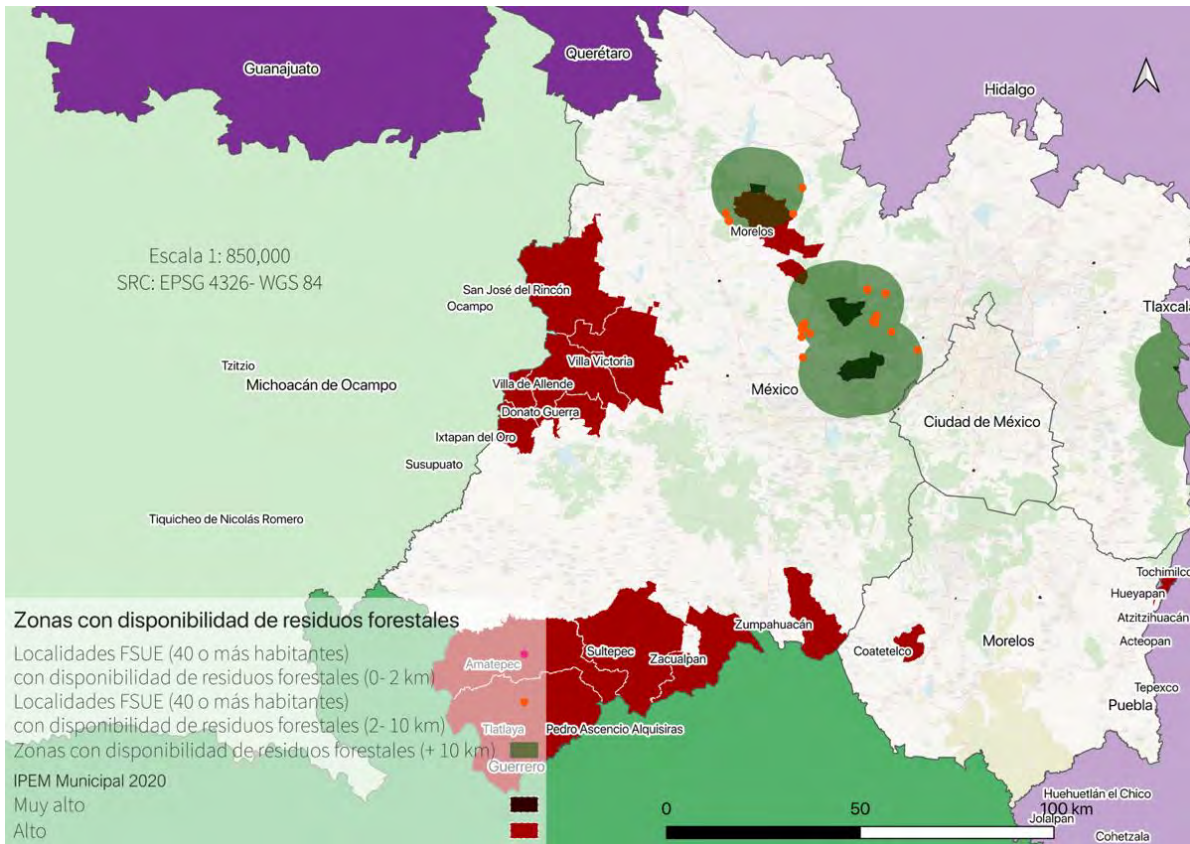 Guanajuato
Querétaro
Hidalgo
Escala 1: 850,000
SRC: EPSG 4326- WGS 84
Morelos
San José del Rincón
Ocampo
Tlaxcala
Villa Victoria
Tzitzio
Michoacán de Ocampo
Villa de Allende
México
Donato Guerra
Ciudad de México
Ixtapan del Oro
Susupuato
Tiquicheo de Nicolás Romero
Tochimilco
Hueyapan
Atzitzihuacán
Zumpahuacán
Morelos
Acteopan
Coatetelco
Sultepec
Zacualpan
Amatepec
Tepexco
Puebla
Tlatlaya
Pedro Ascencio Alquisiras
Guerrero
Huehuetlán el Chico
Jolalpan
Cohetzala
Zonas con disponibilidad de residuos forestales
Localidades FSUE (40 o más habitantes)
con disponibilidad de residuos forestales (0- 2 km)
Localidades FSUE (40 o más habitantes)
con disponibilidad de residuos forestales (2- 10 km)
Zonas con disponibilidad de residuos forestales (+ 10 km)
IPEM Municipal 2020
Muy alto
Alto
0 50 100 km